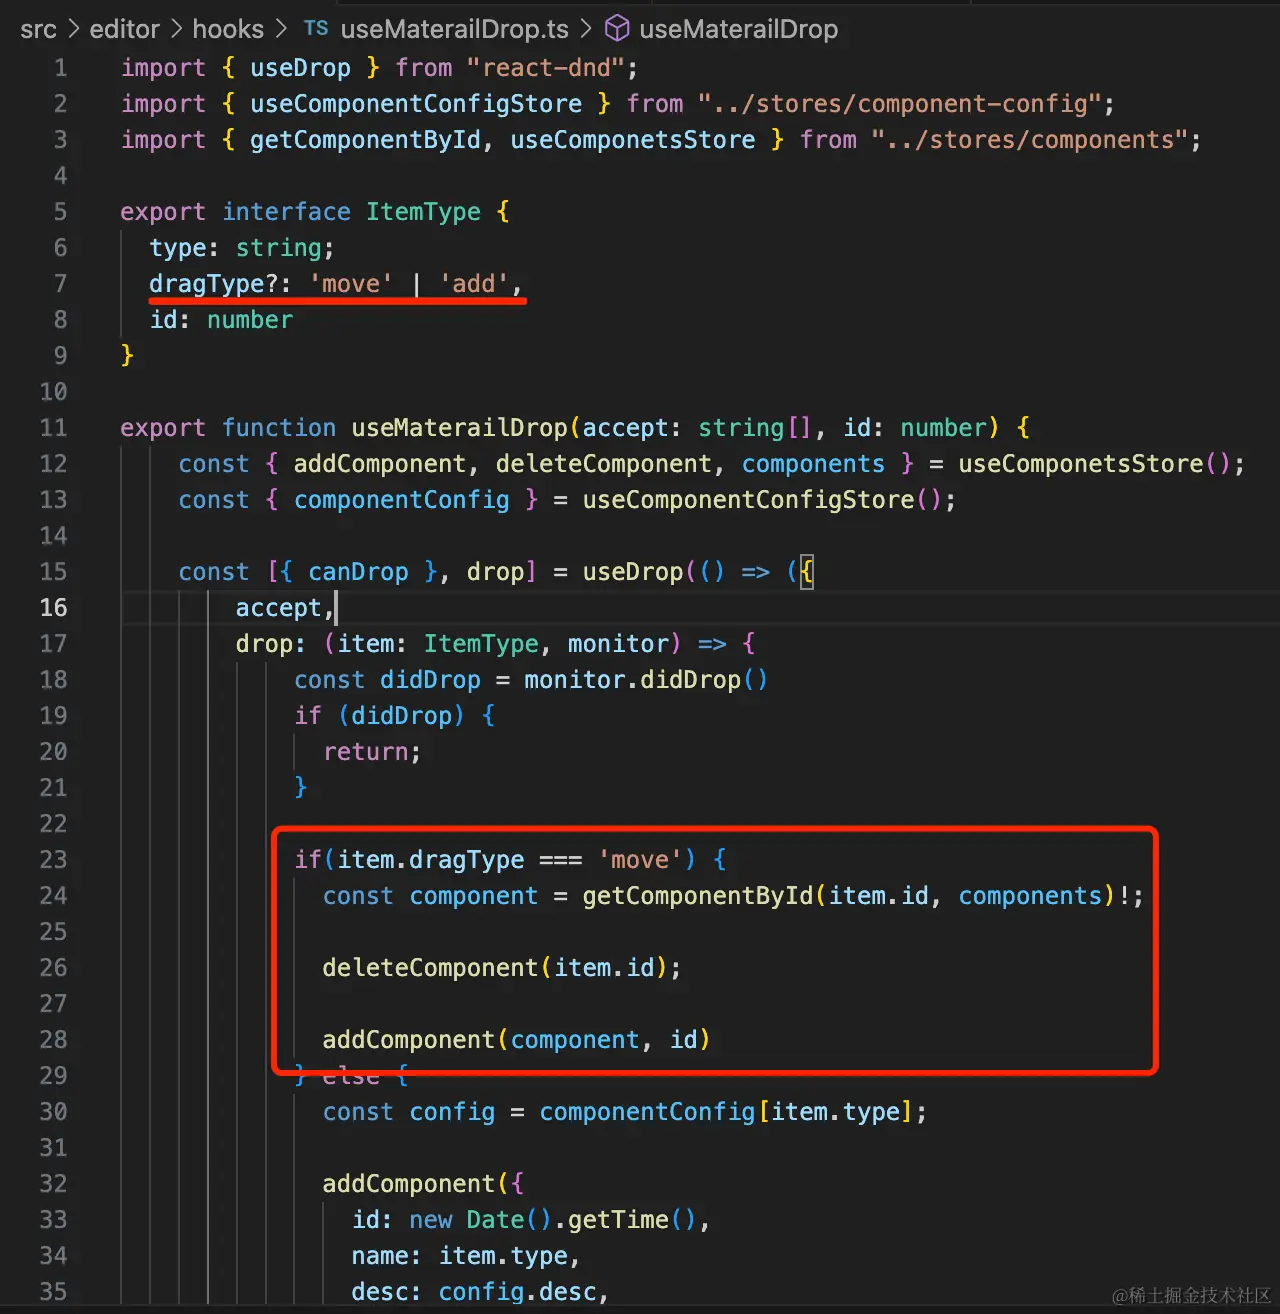 src > editor > hooks > TS useMaterailDrop.ts > useMaterailDrop
1 import { useDrop } from "react-dnd";
2 import { useComponentConfigStore } from "../stores/component-config";
3 import { getComponentById, useComponetsStore } from "../stores/components";
4
5 export interface ItemType {
6 type: string;
7 dragType?: 'move' | 'add',
8 id: number
9 }
10
11 export function useMaterailDrop(accept: string[], id: number) {
12 const { addComponent, deleteComponent, components } = useComponetsStore();
13 const { componentConfig } = useComponentConfigStore();
14
15 const [{ canDrop }, drop] = useDrop(() => ({
16 accept,
17 drop: (item: ItemType, monitor) => {
18 const didDrop = monitor.didDrop()
19 if (didDrop) {
20 return;
21 }
22
23 if(item.dragType === 'move') {
24 const component = getComponentById(item.id, components)!;
25
26 deleteComponent(item.id);
27
28 addComponent(component, id)
29 } else {
30 const config = componentConfig[item.type];
31
32 addComponent({
33 id: new Date().getTime(),
34 name: item.type,
35 desc: config.desc,
@稀土掘金技术社区